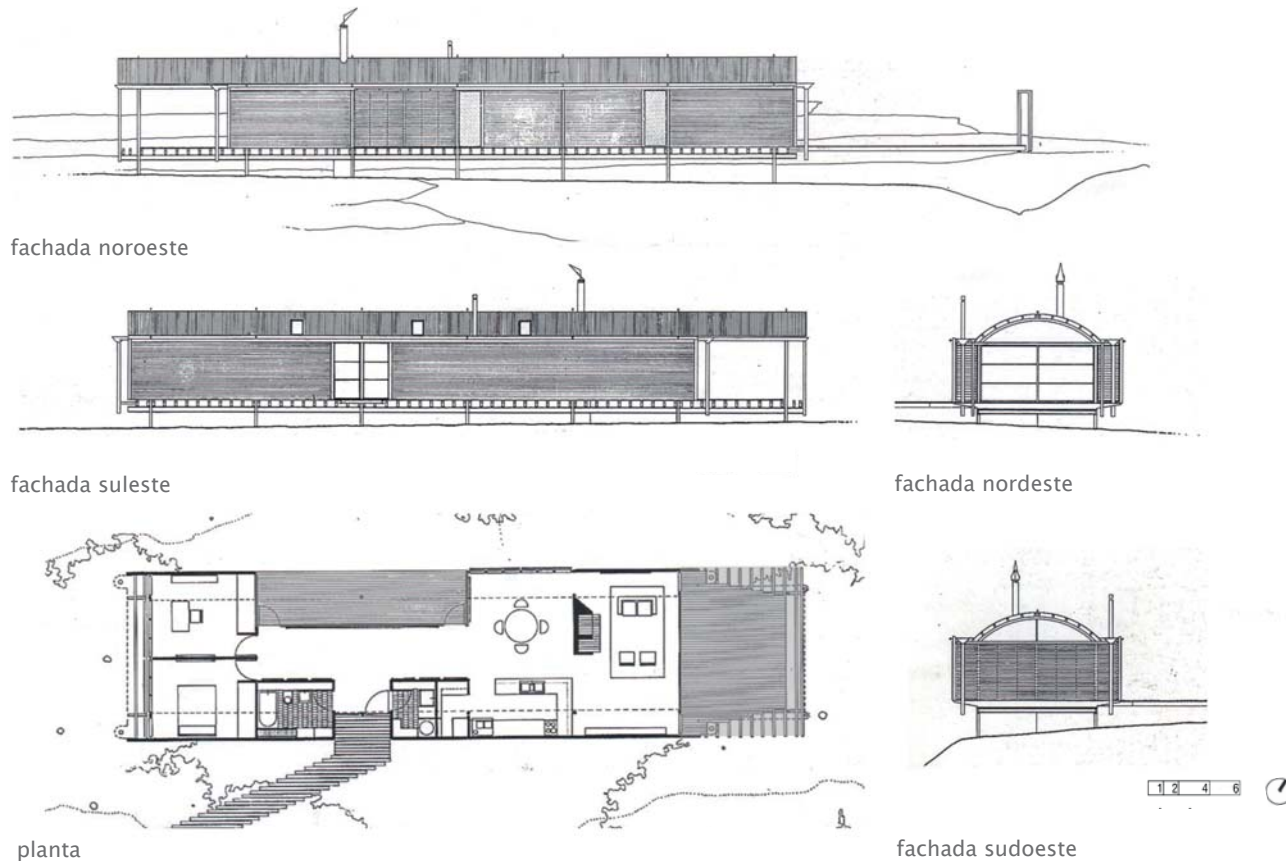 fachada noroeste
fachada suleste
fachada nordeste
planta
fachada sudoeste
1 2 4 6